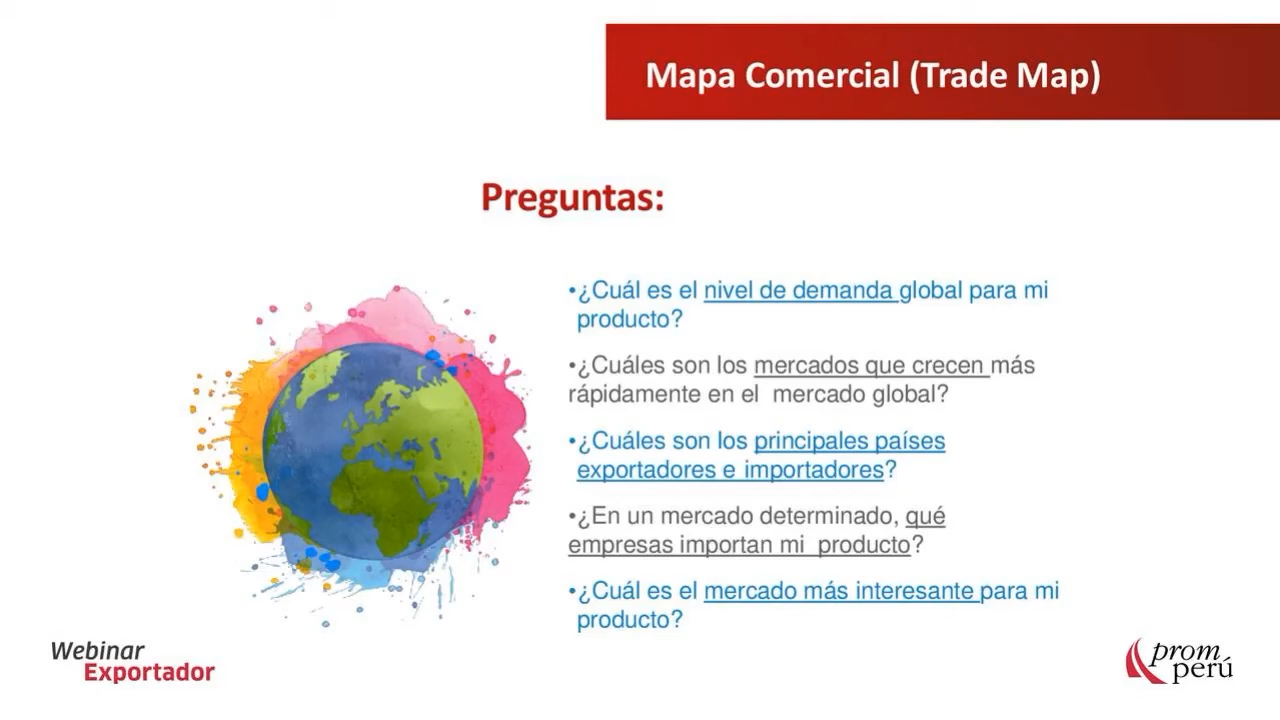 Mapa Comercial (Trade Map)
Preguntas:
•¿Cuál es el nivel de demanda global para mi
producto?
•¿Cuáles son los mercados que crecen más
rápidamente en el  mercado global?
•¿Cuáles son los principales países
exportadores e importadores?
•¿En un mercado determinado, qué
empresas importan mi  producto?
•¿Cuál es el mercado más interesante para mi
producto?
Webinar
Exportador
prom
perú